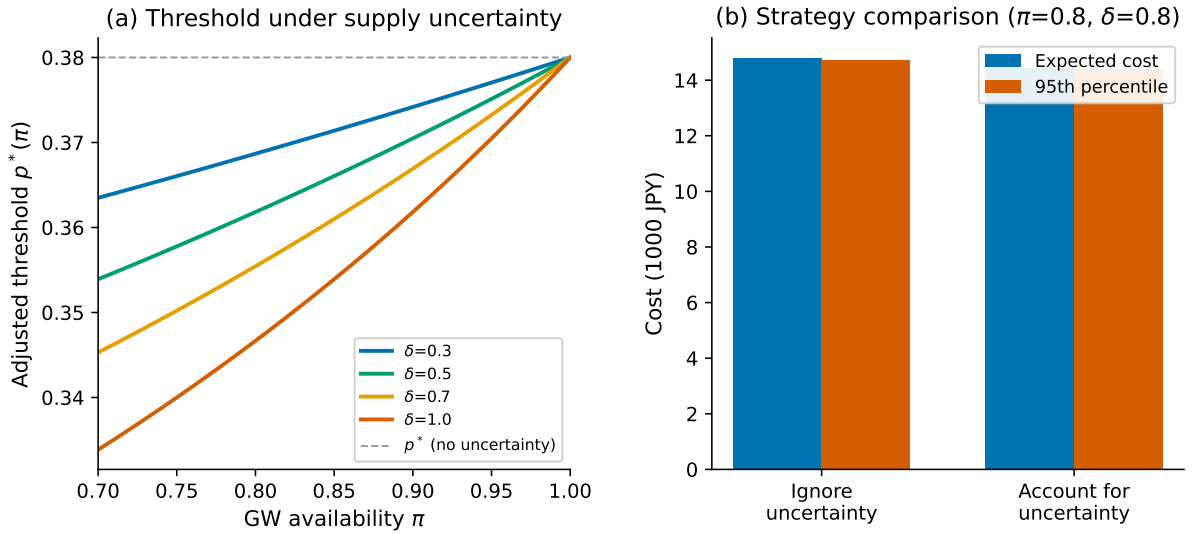 (a) Threshold under supply uncertainty
Adjusted threshold p*(π)
0.38
0.37
0.36
0.35
0.34
0.70 0.75 0.80 0.85 0.90 0.95 1.00
GW availability π
δ=0.3
δ=0.5
δ=0.7
δ=1.0
p* (no uncertainty)
(b) Strategy comparison (π=0.8, δ=0.8)
Cost (1000 JPY)
14
12
10
8
6
4
2
0
Expected cost
95th percentile
Ignore
uncertainty
Account for
uncertainty